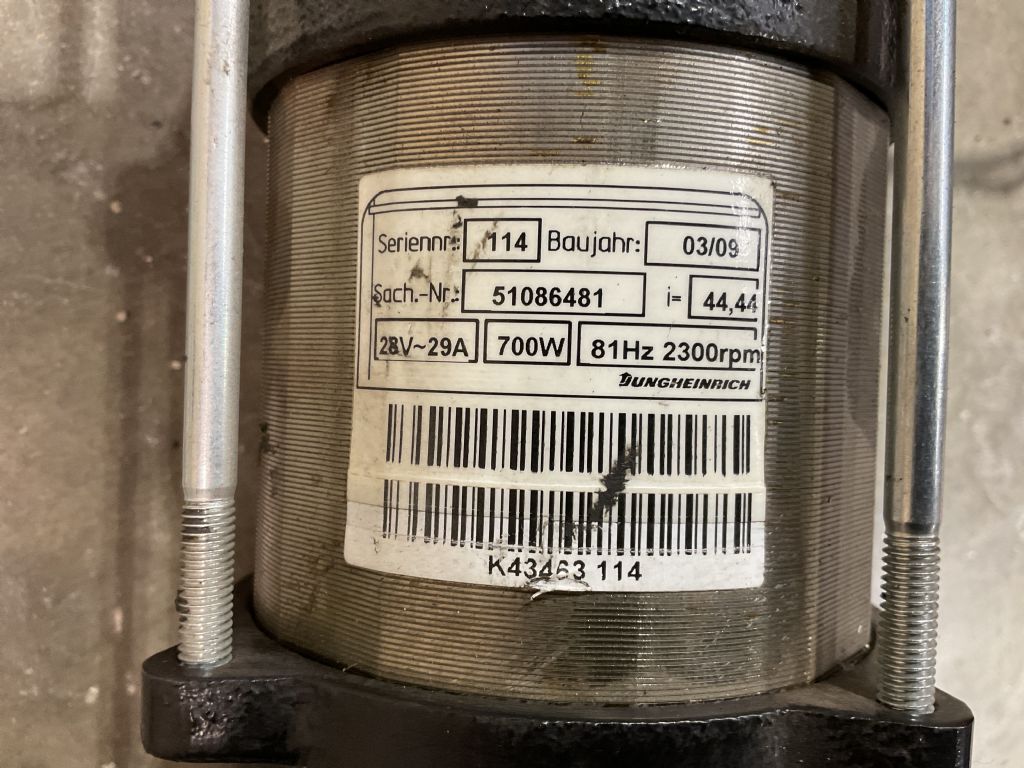 Seriennr.: 114 Baujahr: 03/09
Sach.-Nr.: 51086481 i= 44,44
28V~29A 700W 81Hz 2300rpm
JUNGHEINRICH
K43463 114